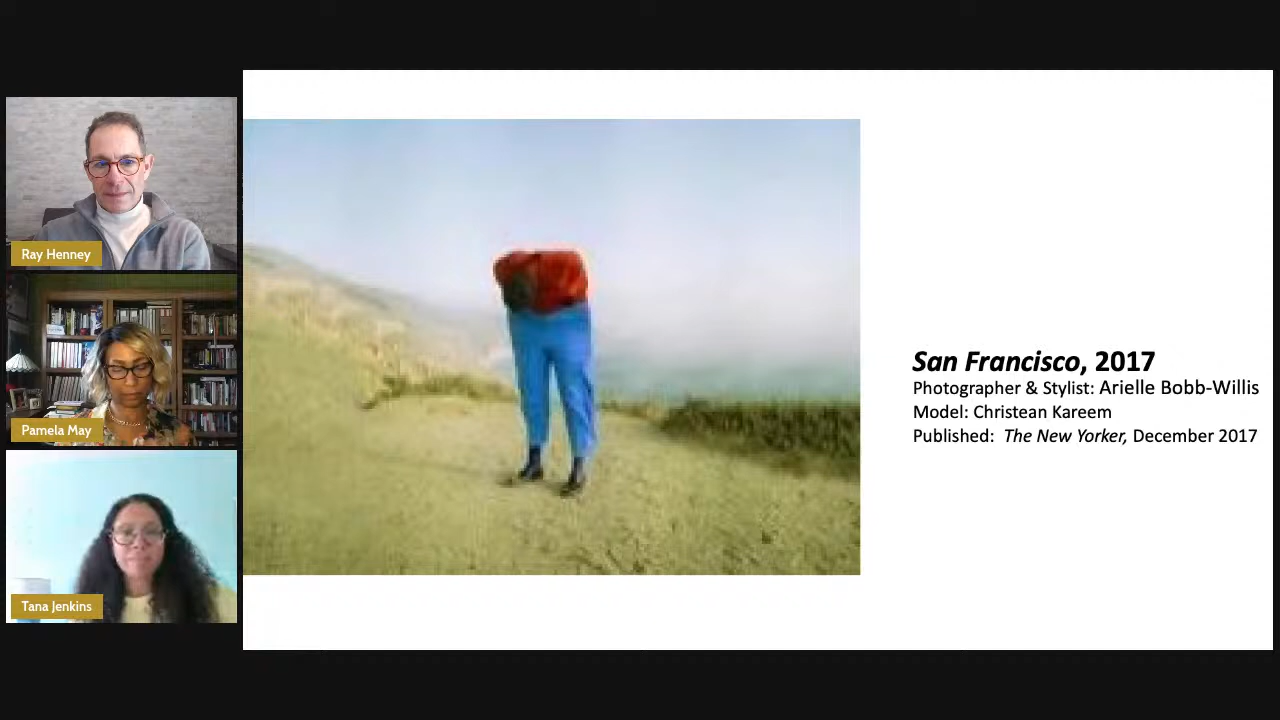 Ray Henney
Pamela May
Tana Jenkins
San Francisco, 2017
Photographer & Stylist: Arielle Bobb-Willis
Model: Christean Kareem
Published: The New Yorker, December 2017